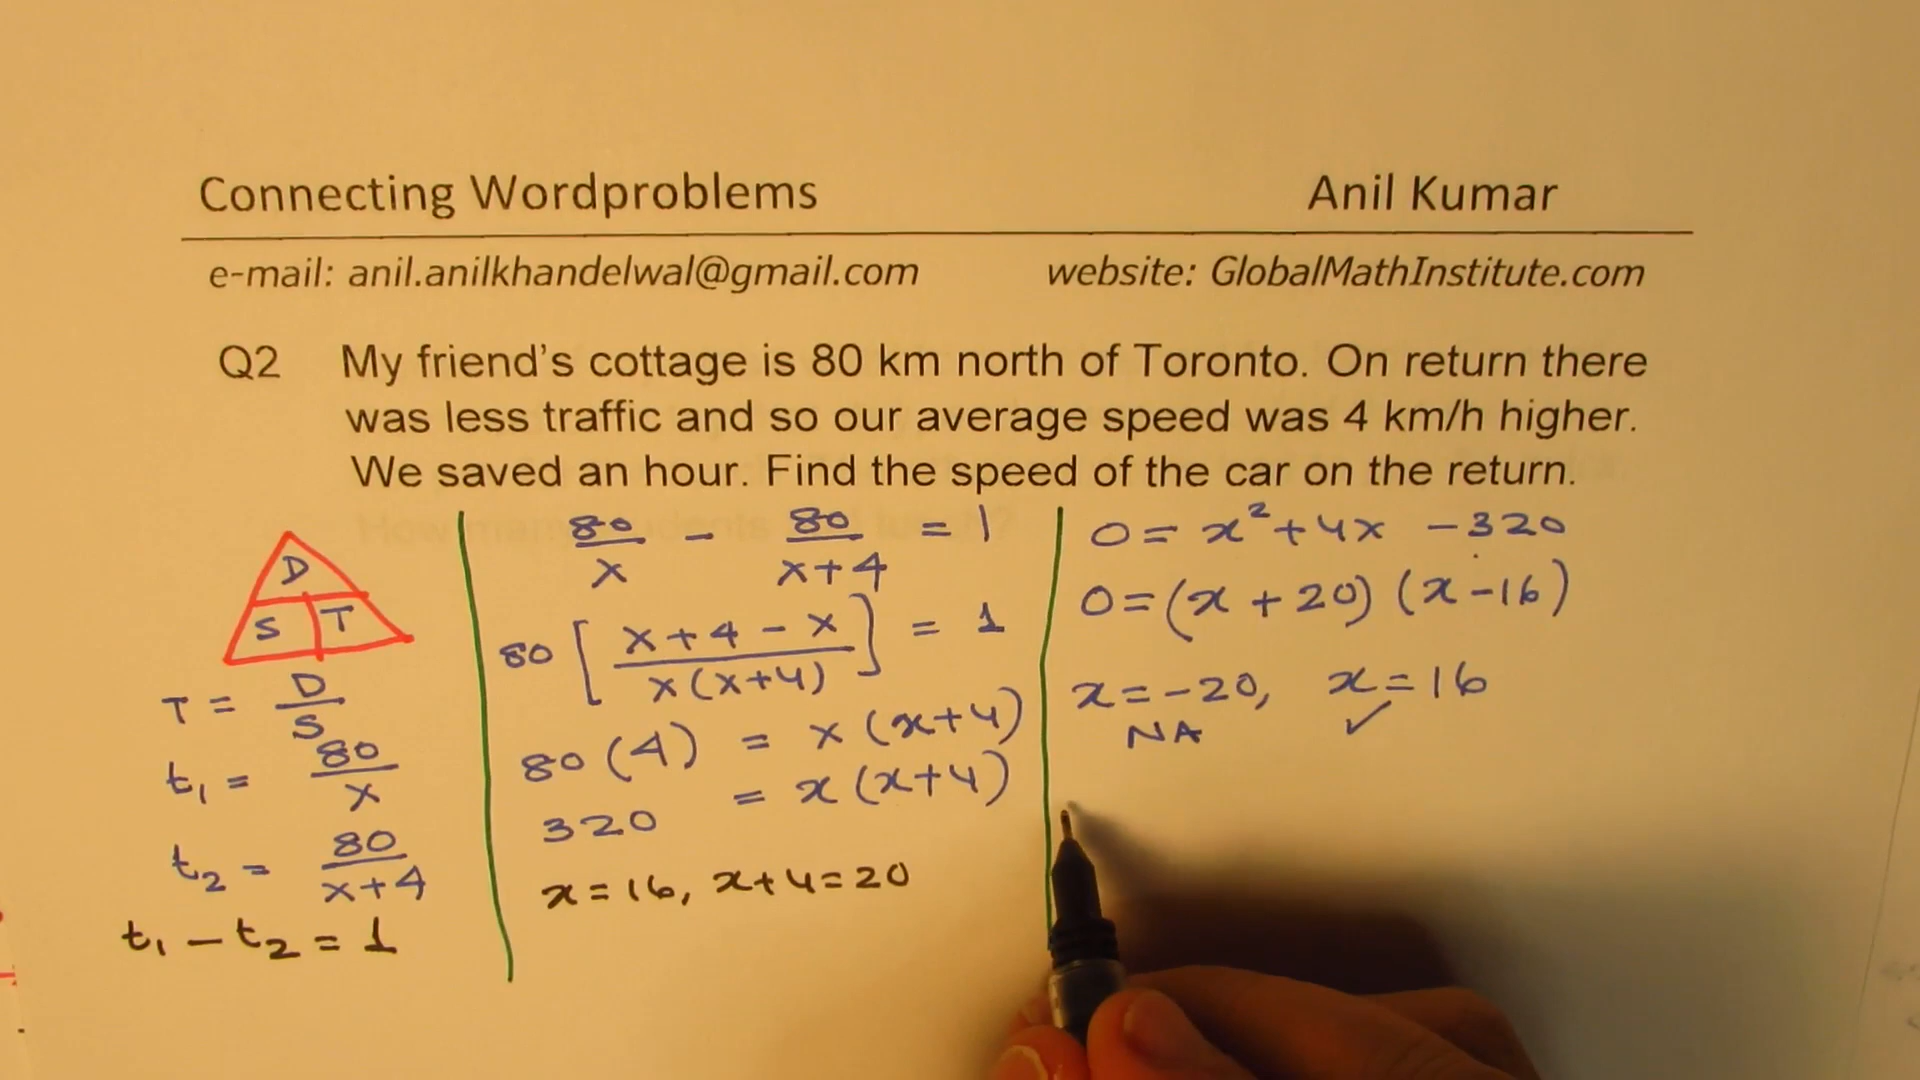 Connecting Wordproblems Anil Kumar
e-mail: anil.anilkhandelwal@gmail.com website: GlobalMathInstitute.com
Q2 My friend's cottage is 80 km north of Toronto. On return there
was less traffic and so our average speed was 4 km/h higher.
We saved an hour. Find the speed of the car on the return.
D
S T
T = D/S
t₁ = 80/x
t₂ = 80/(x+4)
t₁ - t₂ = 1
80/x - 80/(x+4) = 1
80 [(x+4-x)/(x(x+4))] = 1
80(4) = x(x+4)
320 = x(x+4)
x=16, x+4=20
0 = x²+4x -320
0=(x+20)(x-16)
x=-20, x=16
NA ✓